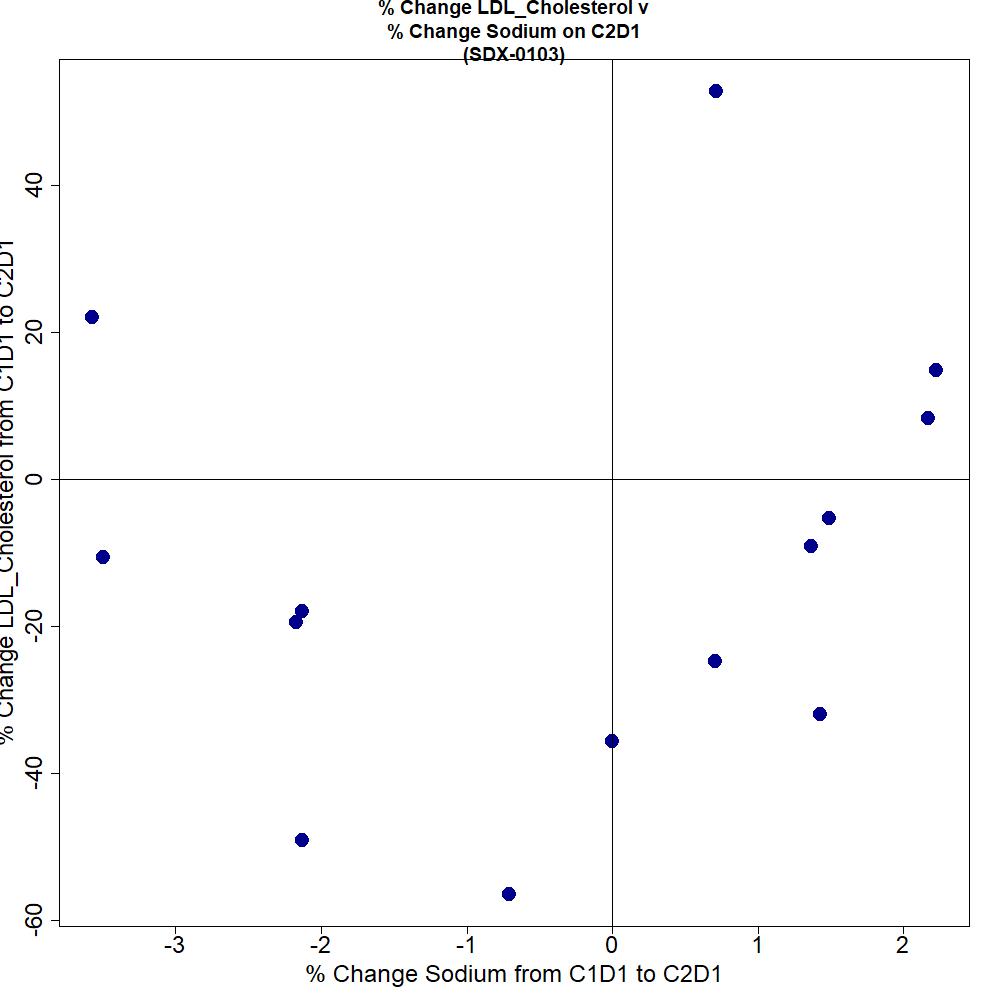 % Change LDL_Cholesterol v
% Change Sodium on C2D1
(SDX-0103)
% Change LDL_Cholesterol from C1D1 to C2D1
40
20
0
-20
-40
-60
-3
-2
-1
0
1
2
% Change Sodium from C1D1 to C2D1